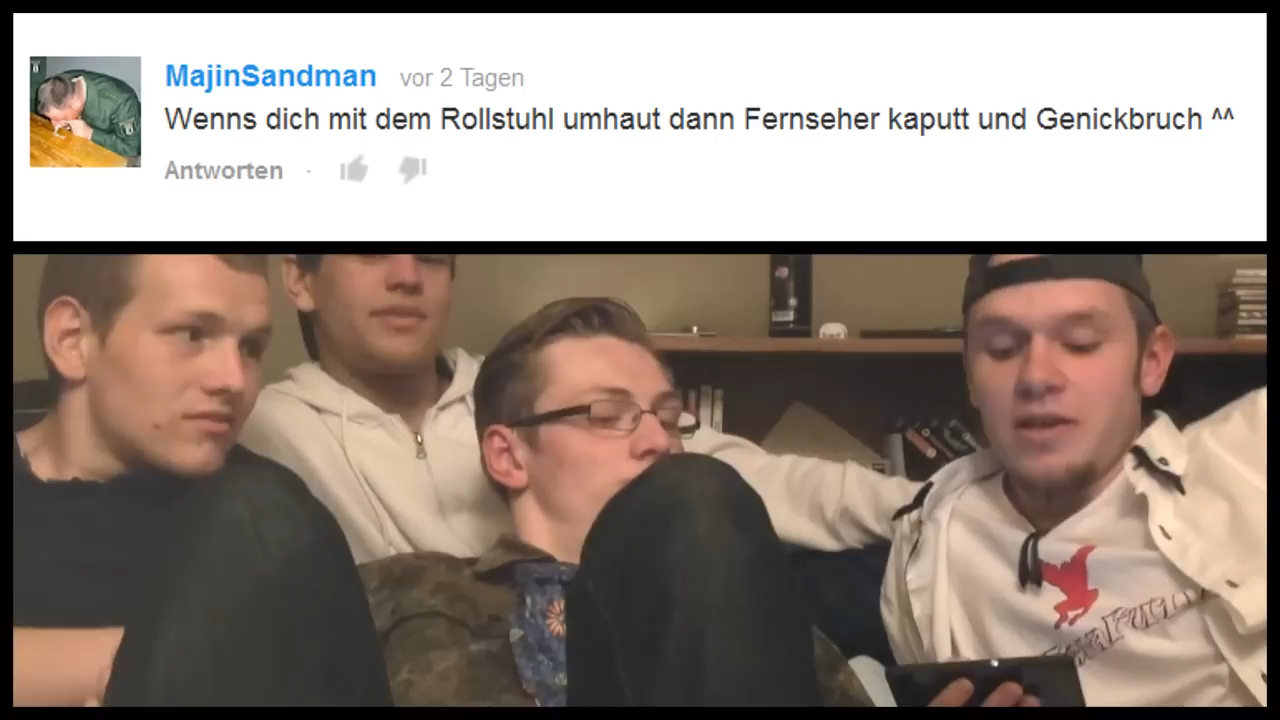 MajinSandman vor 2 Tagen
Wenns dich mit dem Rollstuhl umhaut dann Fernseher kaputt und Genickbruch ^^
Antworten ·